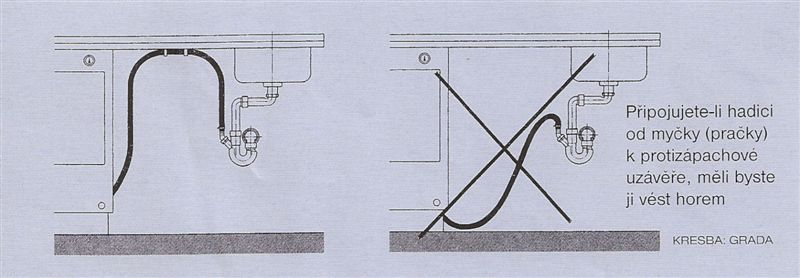 Připojujete-li hadici
od myčky (pračky)
k protizápachové
uzávěře, měli byste
ji vést horem
KRESBA: GRADA